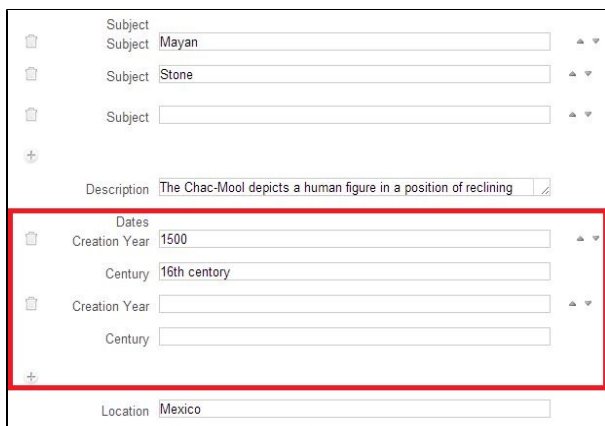 Subject
Subject Mayan
Subject Stone
Subject
Description The Chac-Mool depicts a human figure in a position of reclining
Dates
Creation Year 1500
Century 16th centory
Creation Year
Century
Location Mexico